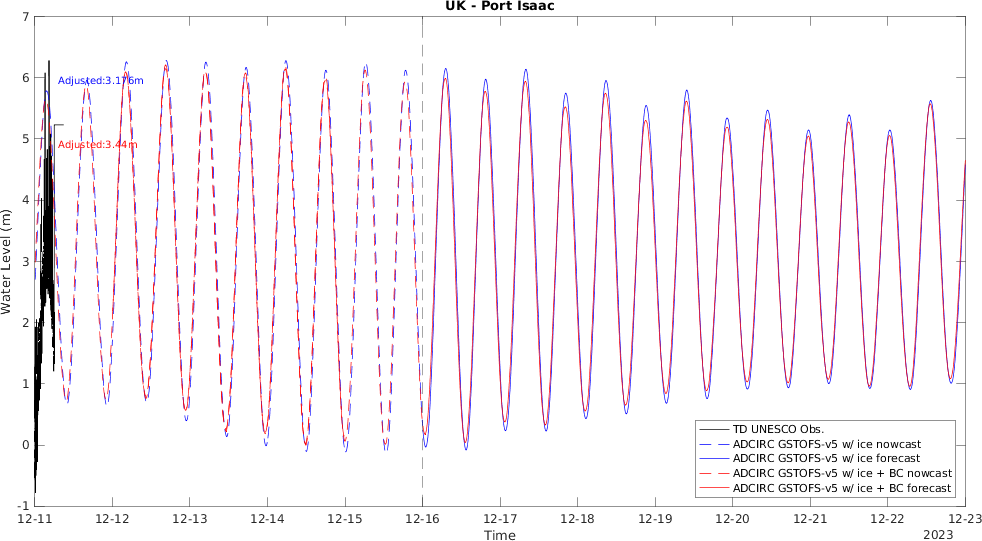 UK - Port Isaac
Water Level (m)
7
6
5
4
3
2
1
0
-1
Adjusted:3.176m
Adjusted:3.44m
TD UNESCO Obs.
ADCIRC GSTOFS-v5 w/ ice nowcast
ADCIRC GSTOFS-v5 w/ ice forecast
ADCIRC GSTOFS-v5 w/ ice + BC nowcast
ADCIRC GSTOFS-v5 w/ ice + BC forecast
12-11 12-12 12-13 12-14 12-15 12-16 12-17 12-18 12-19 12-20 12-21 12-22 12-23
Time
2023